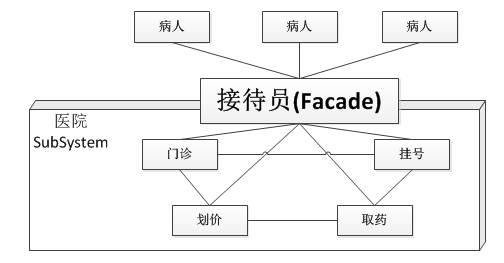 病人
病人
病人
接待员(Facade)
医院
SubSystem
门诊
挂号
划价
取药